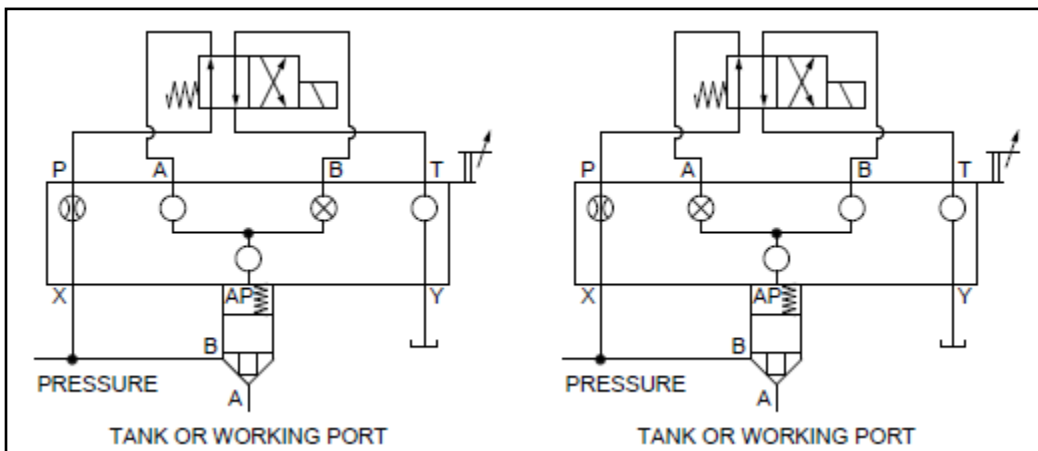 P A B T P A B T
X AP Y X AP Y
B B
PRESSURE PRESSURE
A A
TANK OR WORKING PORT TANK OR WORKING PORT